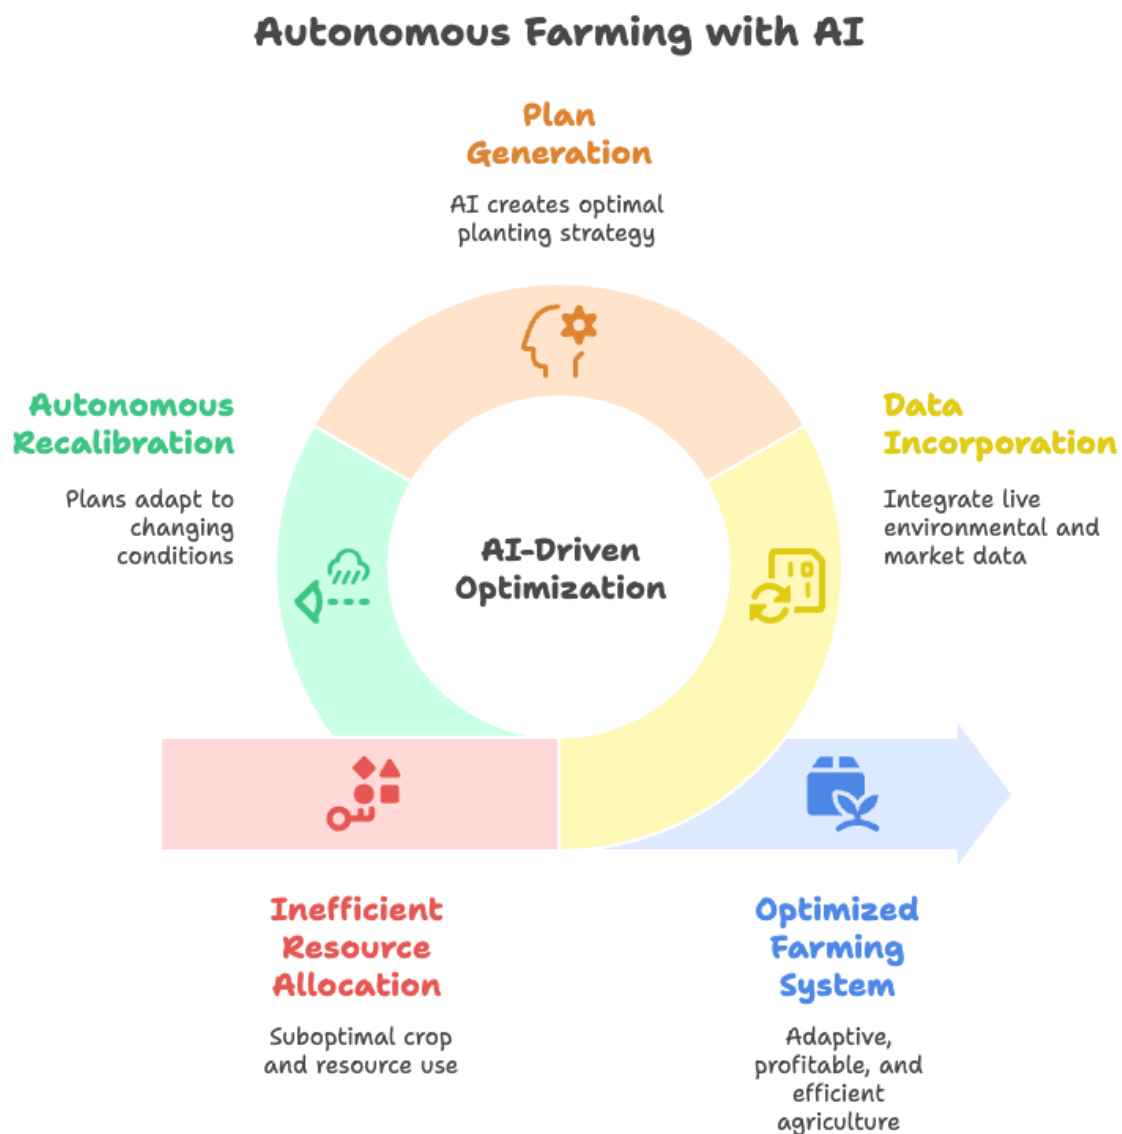 Autonomous Farming with AI
Plan
Generation
AI creates optimal
planting strategy
Autonomous
Recalibration
Plans adapt to
changing
conditions
Data
Incorporation
Integrate live
environmental and
market data
AI-Driven
Optimization
Inefficient
Resource
Allocation
Suboptimal crop
and resource use
Optimized
Farming
System
Adaptive,
profitable, and
efficient
agriculture